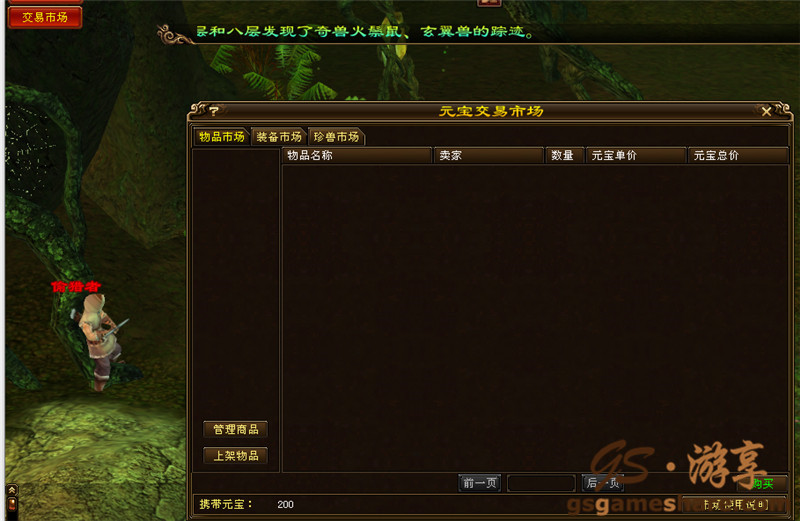 交易市场
层和八层发现了奇兽火鼠、玄翼兽的踪迹。
?
元宝交易市场
物品市场 装备市场 珍兽市场
物品名称 卖家 数量 元宝单价 元宝总价
偷猎者
管理商品
上架物品
前一页 后一页 购买
携带元宝： 200
GS·游享